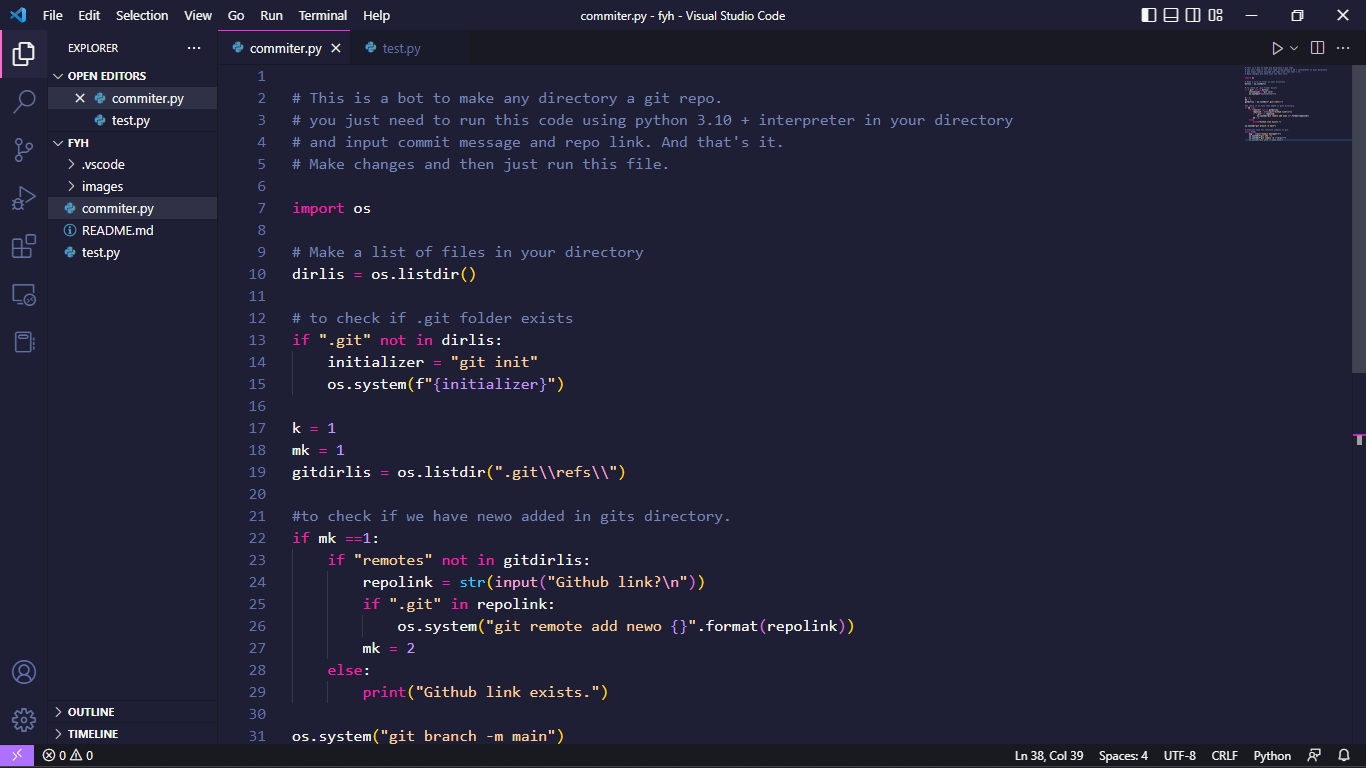 File Edit Selection View Go Run Terminal Help
commiter.py - fyh - Visual Studio Code
EXPLORER
OPEN EDITORS
commiter.py
test.py
FYH
.vscode
images
commiter.py
README.md
test.py
OUTLINE
TIMELINE
commiter.py test.py
1
2 # This is a bot to make any directory a git repo.
3 # you just need to run this code using python 3.10 + interpreter in your directory
4 # and input commit message and repo link. And that's it.
5 # Make changes and then just run this file.
6
7 import os
8
9 # Make a list of files in your directory
10 dirlis = os.listdir()
11
12 # to check if .git folder exists
13 if ".git" not in dirlis:
14     initializer = "git init"
15     os.system(f"{initializer}")
16
17 k = 1
18 mk = 1
19 gitdirlis = os.listdir(".git\\refs\\")
20
21 #to check if we have newo added in gits directory.
22 if mk ==1:
23     if "remotes" not in gitdirlis:
24         repolink = str(input("Github link?\n"))
25         if ".git" in repolink:
26             os.system("git remote add newo {}".format(repolink))
27         mk = 2
28     else:
29         print("Github link exists.")
30
31 os.system("git branch -m main")
0 0
Ln 38, Col 39 Spaces: 4 UTF-8 CRLF Python